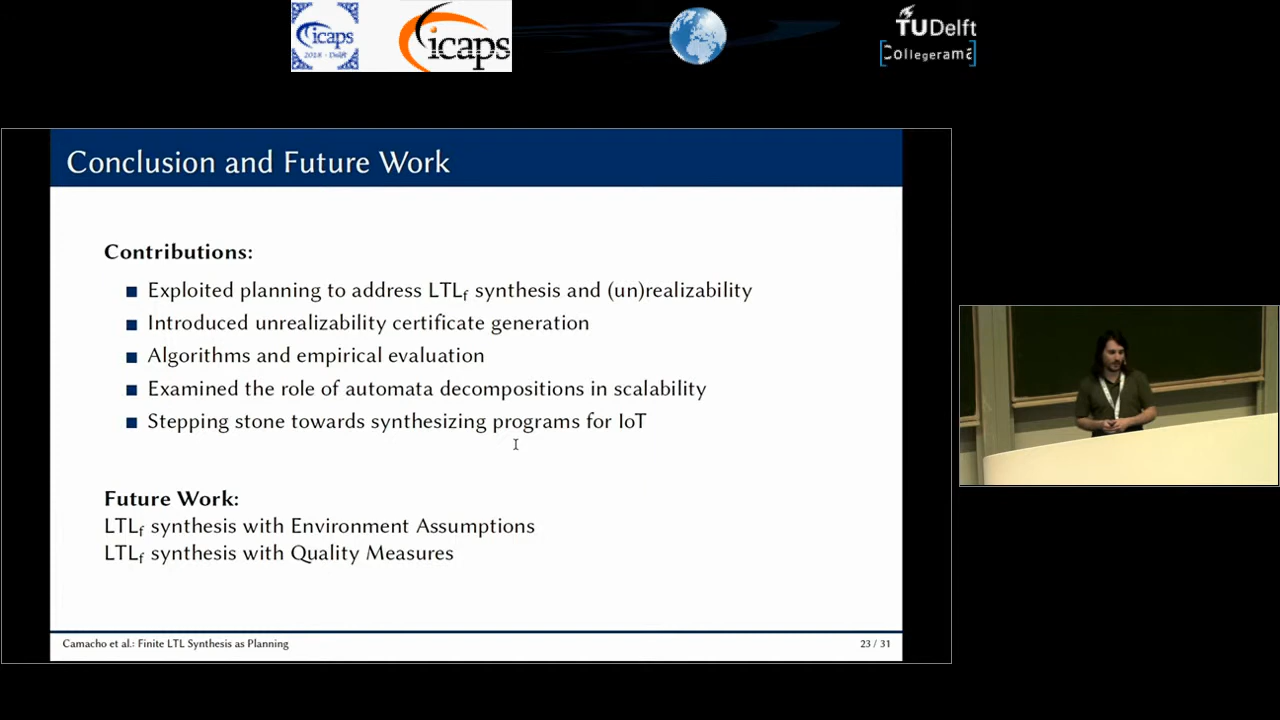 icaps
2018 - Delft
icaps
TUDelft
Collegerama
Conclusion and Future Work
Contributions:
Exploited planning to address LTLf synthesis and (un)realizability
Introduced unrealizability certificate generation
Algorithms and empirical evaluation
Examined the role of automata decompositions in scalability
Stepping stone towards synthesizing programs for IoT
Future Work:
LTLf synthesis with Environment Assumptions
LTLf synthesis with Quality Measures
Camacho et al.: Finite LTL Synthesis as Planning
23 / 31